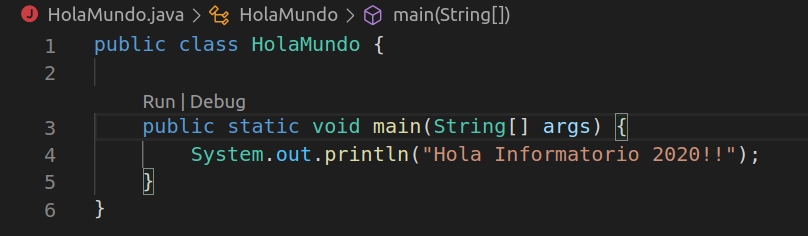 HolaMundo.java > HolaMundo > main(String[])
1 public class HolaMundo {
2
Run | Debug
3 public static void main(String[] args) {
4 System.out.println("Hola Informatorio 2020!!");
5 }
6 }